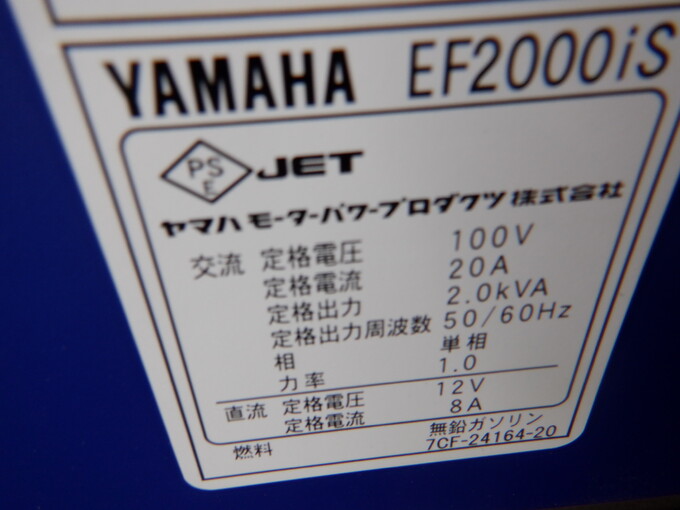 YAMAHA EF2000iS
PS
E
JET
ヤマハモーターパワープロダクツ株式会社
交流 定格電圧 100V
定格電流 20A
定格出力 2.0kVA
定格出力周波数 50/60Hz
相 単相
力率 1.0
直流 定格電圧 12V
定格電流 8A
燃料 無鉛ガソリン
7CF-24164-20